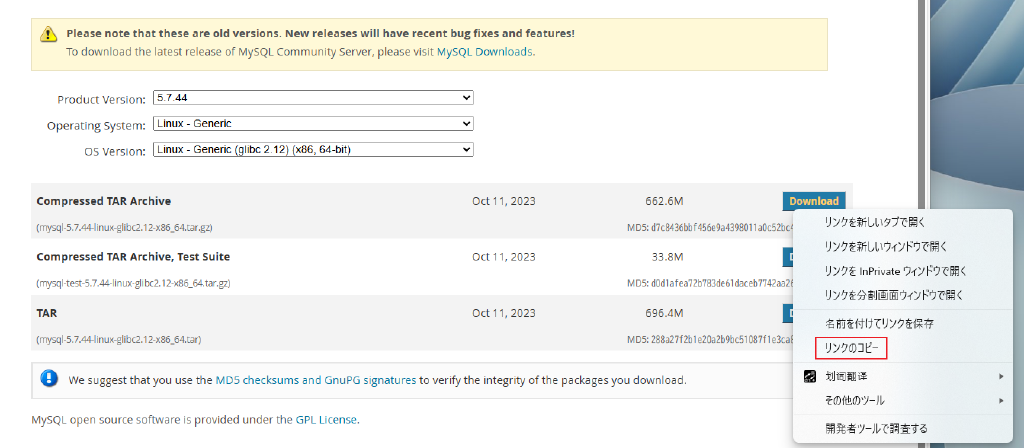 Please note that these are old versions. New releases will have recent bug fixes and features!
To download the latest release of MySQL Community Server, please visit MySQL Downloads.
Product Version: 5.7.44
Operating System: Linux - Generic
OS Version: Linux - Generic (glibc 2.12) (x86, 64-bit)
Compressed TAR Archive Oct 11, 2023 662.6M Download
(mysql-5.7.44-linux-glibc2.12-x86_64.tar.gz) MD5:
Compressed TAR Archive, Test Suite Oct 11, 2023 33.8M
(mysql-test-5.7.44-linux-glibc2.12-x86_64.tar.gz) MD5:
TAR Oct 11, 2023 696.4M
(mysql-5.7.44-linux-glibc2.12-x86_64.tar) MD5:
We suggest that you use the MD5 checksums and GnuPG signatures to verify the integrity of the packages you download.
MySQL open source software is provided under the GPL License.
リンクを新しいタブで開く
リンクを新しいウィンドウで開く
リンクを InPrivate ウィンドウで開く
リンクを分割画面ウィンドウで開く
名前を付けてリンクを保存
リンクのコピー
划词翻译
その他のツール
開発者ツールで調査する